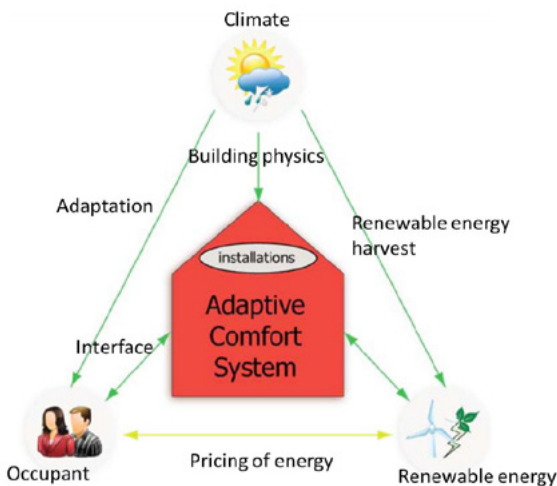 Climate
Building physics
Adaptation
Renewable energy
harvest
installations
Adaptive
Comfort
System
Interface
Occupant
Pricing of energy
Renewable energy